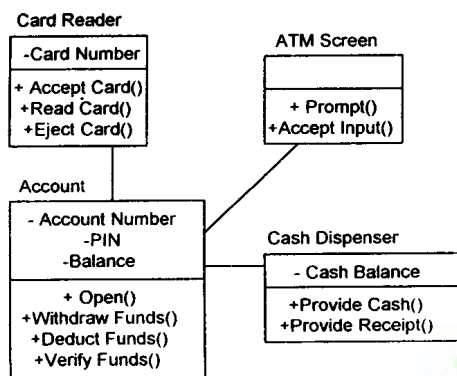 Card Reader
-Card Number
+ Accept Card()
+Read Card()
+Eject Card()
ATM Screen
+ Prompt()
+Accept Input()
Account
- Account Number
-PIN
-Balance
+ Open()
+Withdraw Funds()
+Deduct Funds()
+Verify Funds()
Cash Dispenser
- Cash Balance
+Provide Cash()
+Provide Receipt()